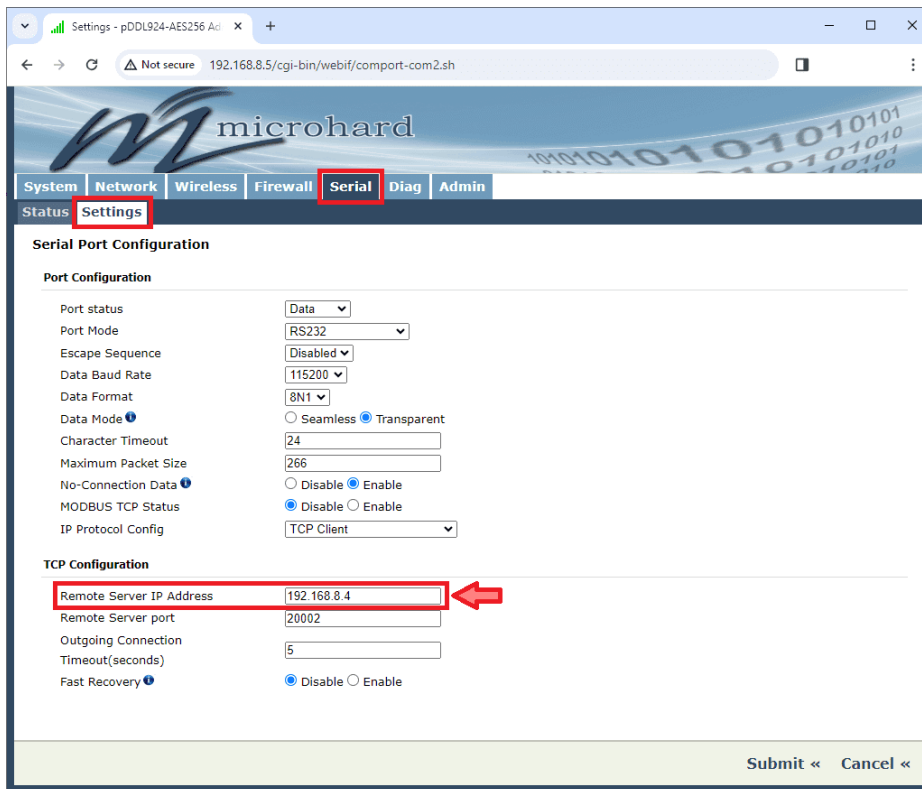 Settings - pDDL924-AES256 Ad
Not secure 192.168.8.5/cgi-bin/webif/comport-com2.sh
microhard
101010101010101010101
System Network Wireless Firewall Serial Diag Admin
Status Settings
Serial Port Configuration
Port Configuration
Port status Data
Port Mode RS232
Escape Sequence Disabled
Data Baud Rate 115200
Data Format 8N1
Data Mode Seamless Transparent
Character Timeout 24
Maximum Packet Size 266
No-Connection Data Disable Enable
MODBUS TCP Status Disable Enable
IP Protocol Config TCP Client
TCP Configuration
Remote Server IP Address 192.168.8.4
Remote Server port 20002
Outgoing Connection
Timeout(seconds) 5
Fast Recovery Disable Enable
Submit « Cancel «